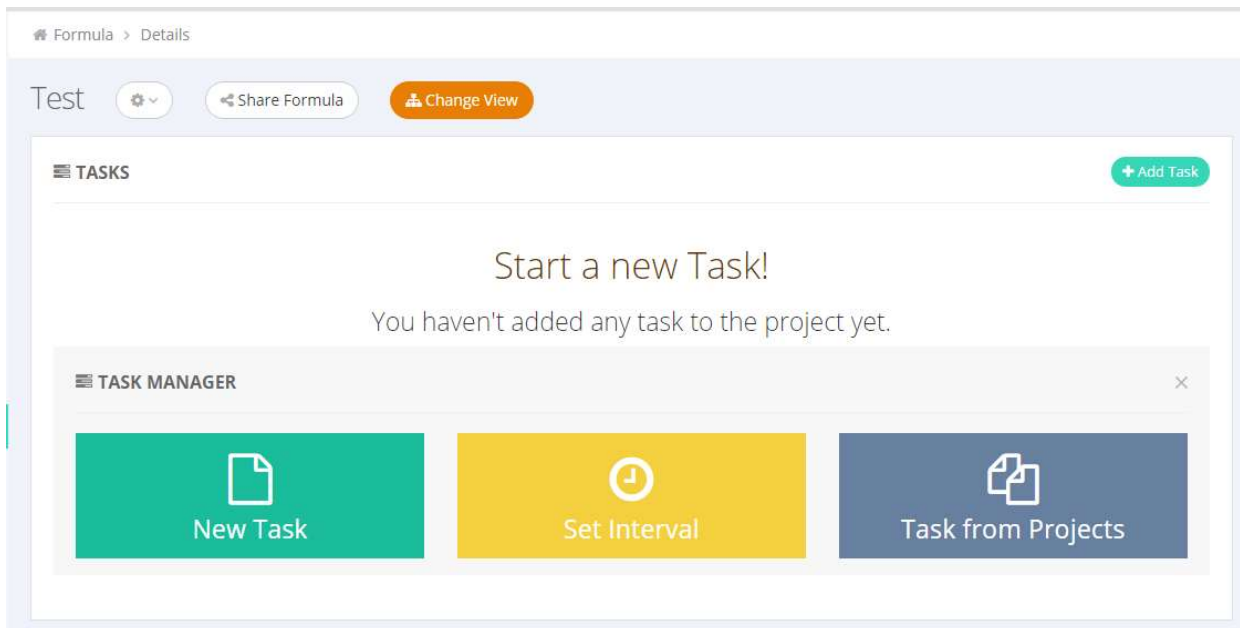 Formula > Details
Test
Share Formula
Change View
TASKS
+ Add Task
Start a new Task!
You haven't added any task to the project yet.
TASK MANAGER
×
New Task
Set Interval
Task from Projects